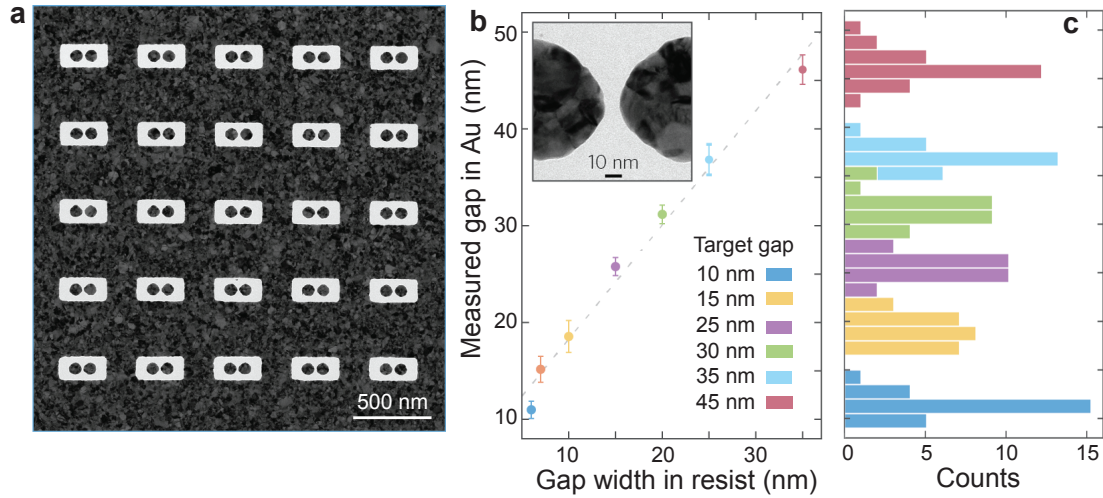 a
500 nm
b
Measured gap in Au (nm)
50
40
30
20
10
10 nm
Target gap
10 nm
15 nm
25 nm
30 nm
35 nm
45 nm
10
20
30
Gap width in resist (nm)
c
0
5
10
15
Counts